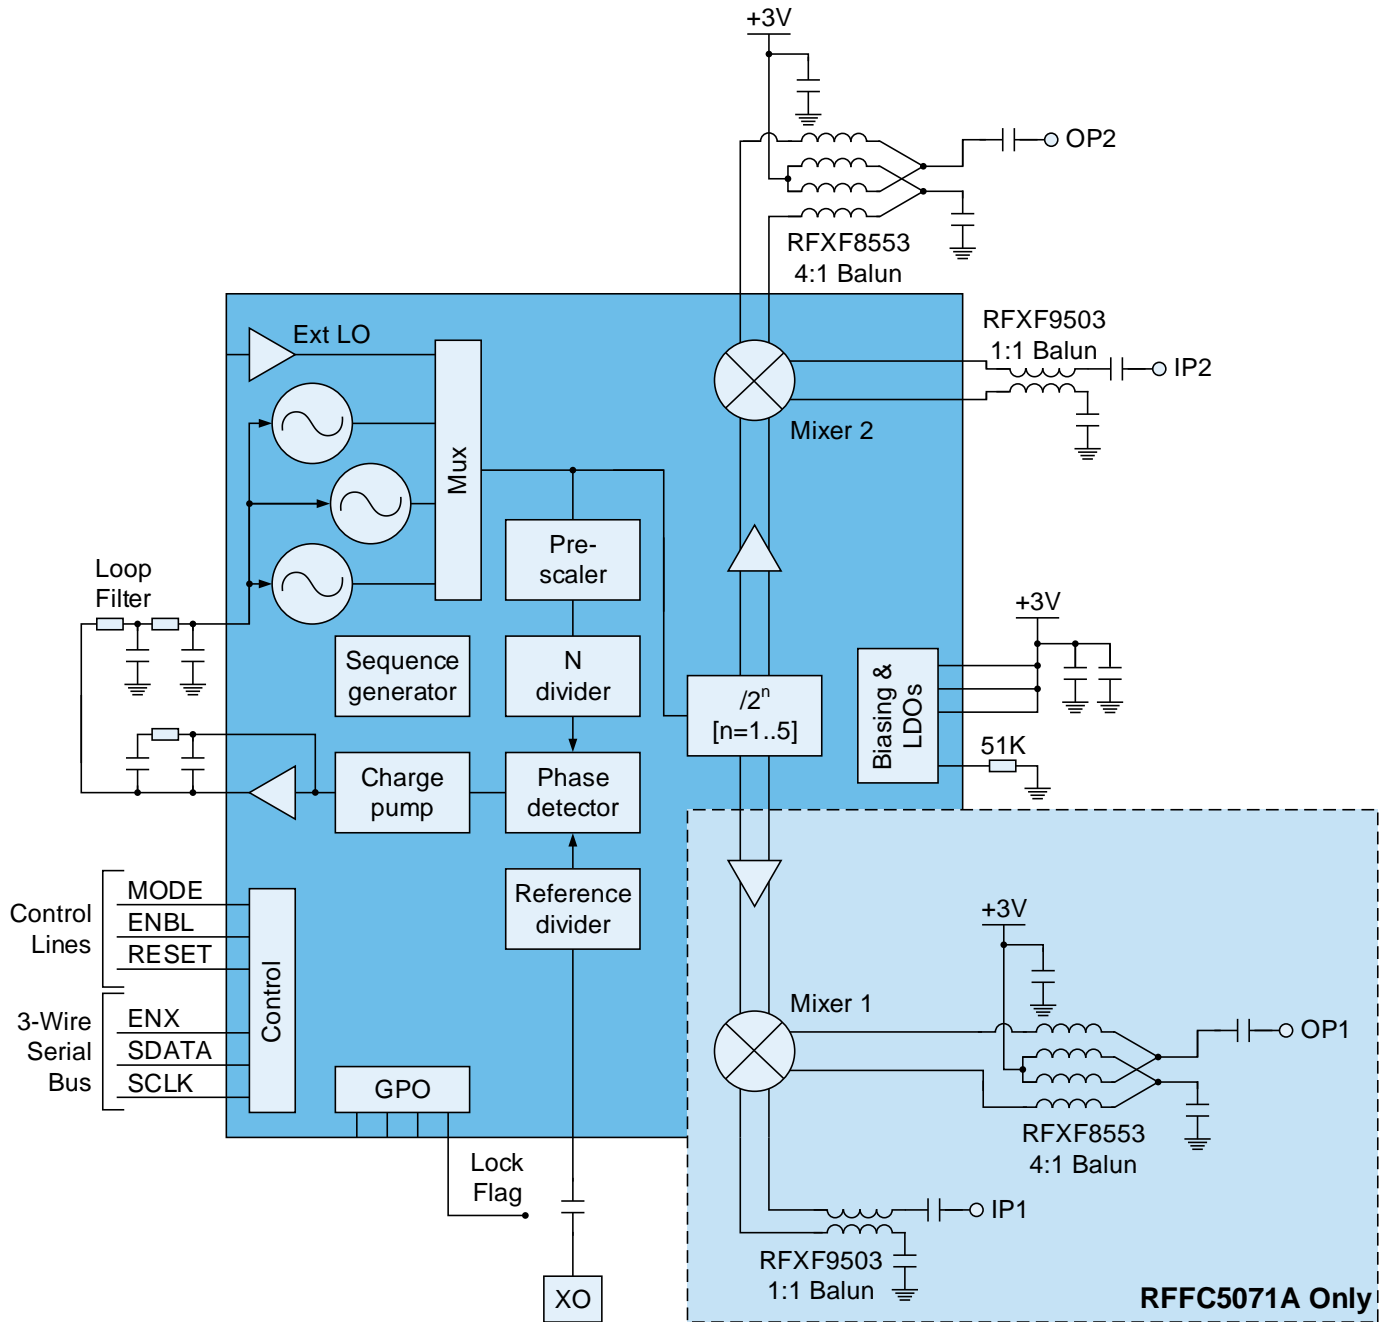 +3V
OP2
RFXF8553
4:1 Balun
RFXF9503
1:1 Balun
IP2
Ext LO
Mux
Mixer 2
Pre-
scaler
Loop
Filter
Sequence
generator
N
divider
/2ⁿ
[n=1..5]
Biasing &
LDOs
+3V
51K
Charge
pump
Phase
detector
Reference
divider
Control
Lines
MODE
ENBL
RESET
3-Wire
Serial
Bus
ENX
SDATA
SCLK
Control
GPO
Lock
Flag
XO
Mixer 1
+3V
OP1
RFXF8553
4:1 Balun
IP1
RFXF9503
1:1 Balun
RFFC5071A Only